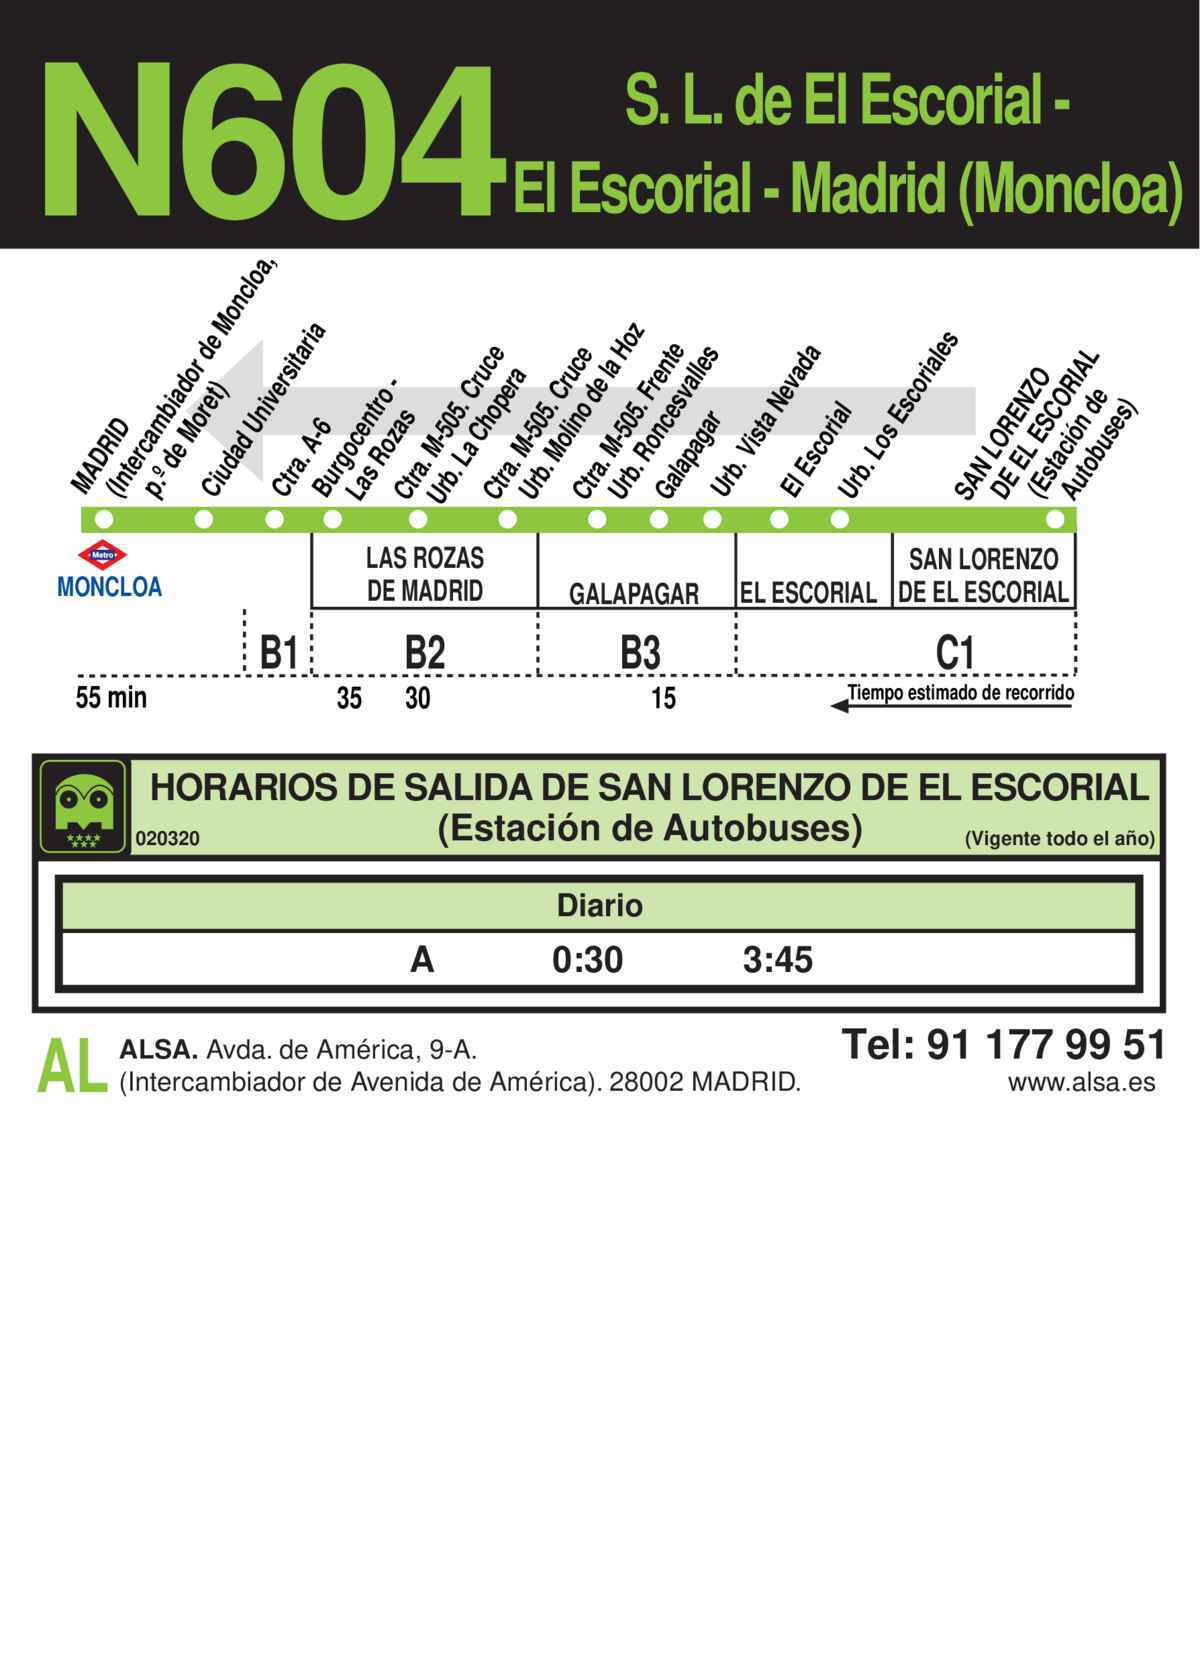 N604
S. L. de El Escorial -
El Escorial - Madrid (Moncloa)
MADRID
(Intercambiador de Moncloa,
p.º de Moret)
Ciudad Universitaria
Ctra. A-6
Burgocentro -
Las Rozas
Ctra. M-505. Cruce
Urb. La Chopera
Ctra. M-505. Cruce
Urb. Molino de la Hoz
Ctra. M-505. Frente
Urb. Roncesvalles
Galapagar
Urb. Vista Nevada
El Escorial
Urb. Los Escoriales
SAN LORENZO
DE EL ESCORIAL
(Estación de
Autobuses)
Metro
MONCLOA
LAS ROZAS
DE MADRID
GALAPAGAR
EL ESCORIAL
SAN LORENZO
DE EL ESCORIAL
B1 B2 B3 C1
55 min 35 30 15 Tiempo estimado de recorrido
HORARIOS DE SALIDA DE SAN LORENZO DE EL ESCORIAL
020320 (Estación de Autobuses) (Vigente todo el año)
Diario
A 0:30 3:45
AL
ALSA. Avda. de América, 9-A.
(Intercambiador de Avenida de América). 28002 MADRID.
Tel: 91 177 99 51
www.alsa.es